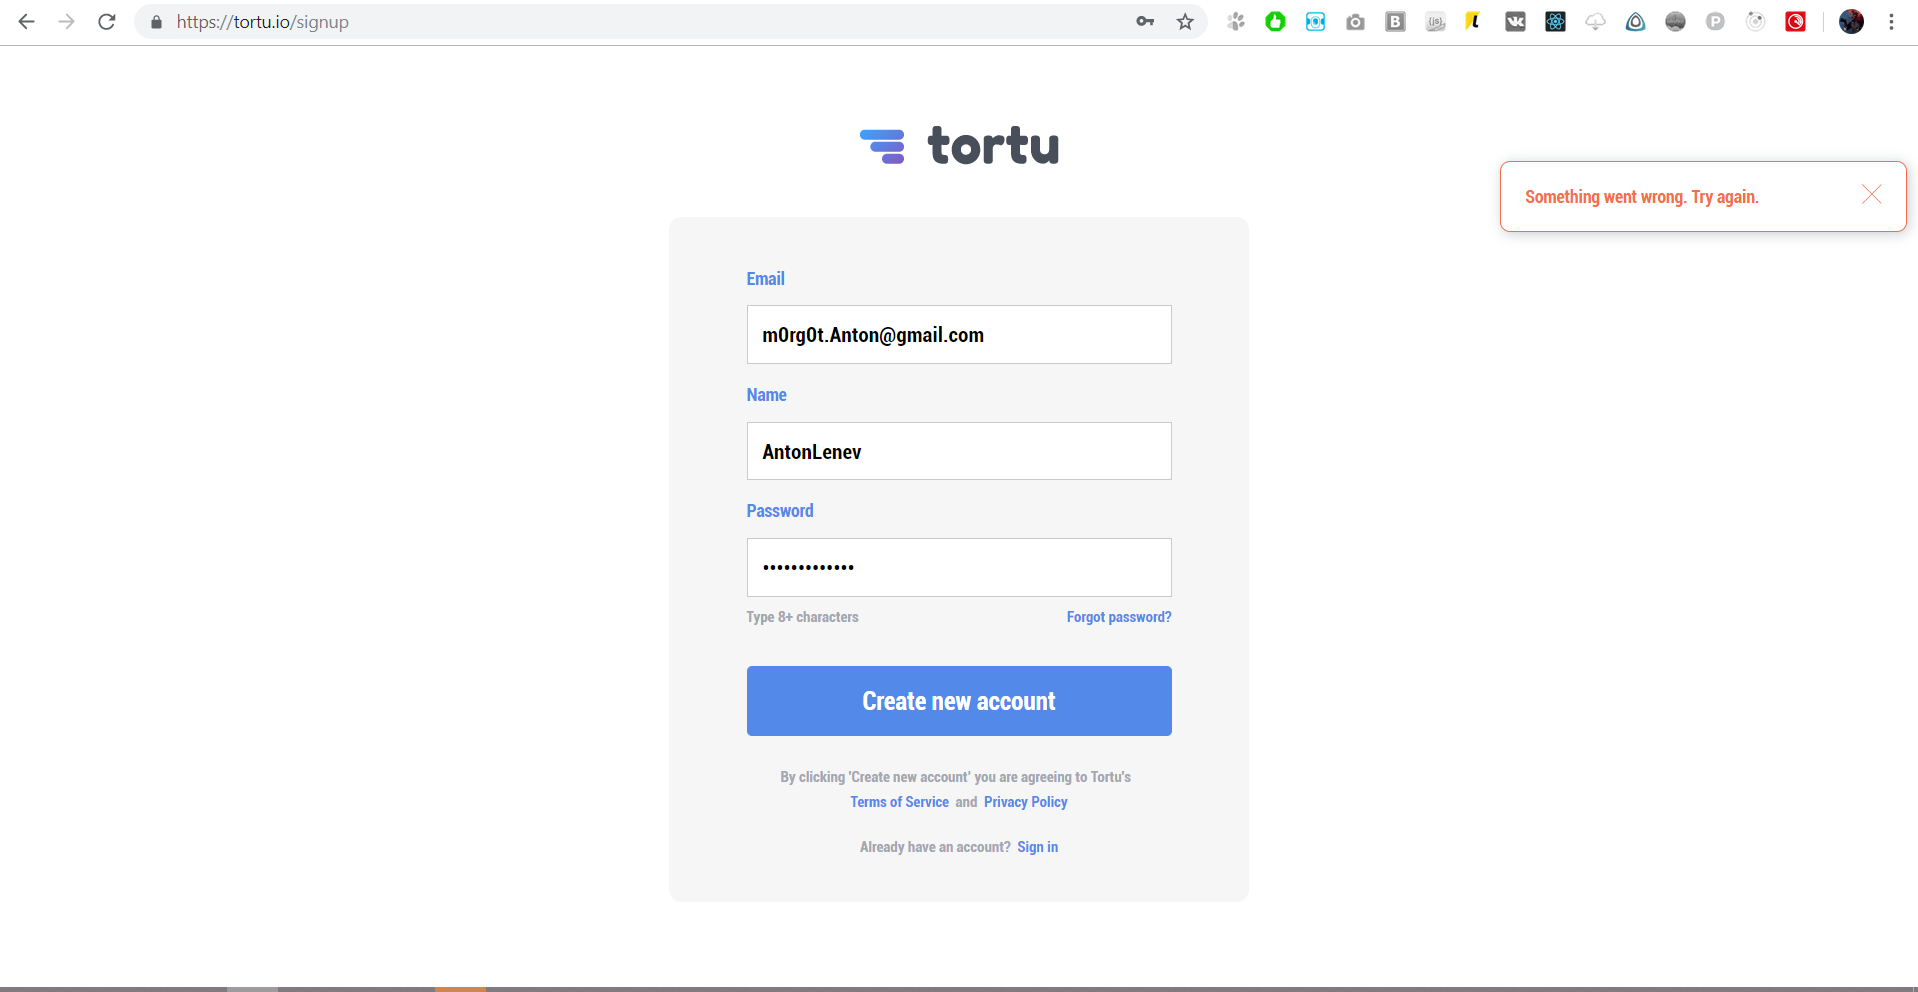 https://tortu.io/signup
tortu
Something went wrong. Try again.
Email
m0rg0t.Anton@gmail.com
Name
AntonLenev
Password
•••••••••••••
Type 8+ characters
Forgot password?
Create new account
By clicking 'Create new account' you are agreeing to Tortu's
Terms of Service and Privacy Policy
Already have an account? Sign in